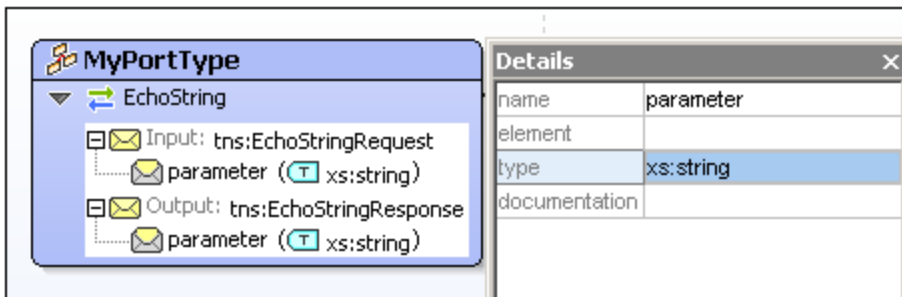 MyPortType
EchoString
Input: tns:EchoStringRequest
parameter (T xs:string)
Output: tns:EchoStringResponse
parameter (T xs:string)
Details
name parameter
element
type xs:string
documentation